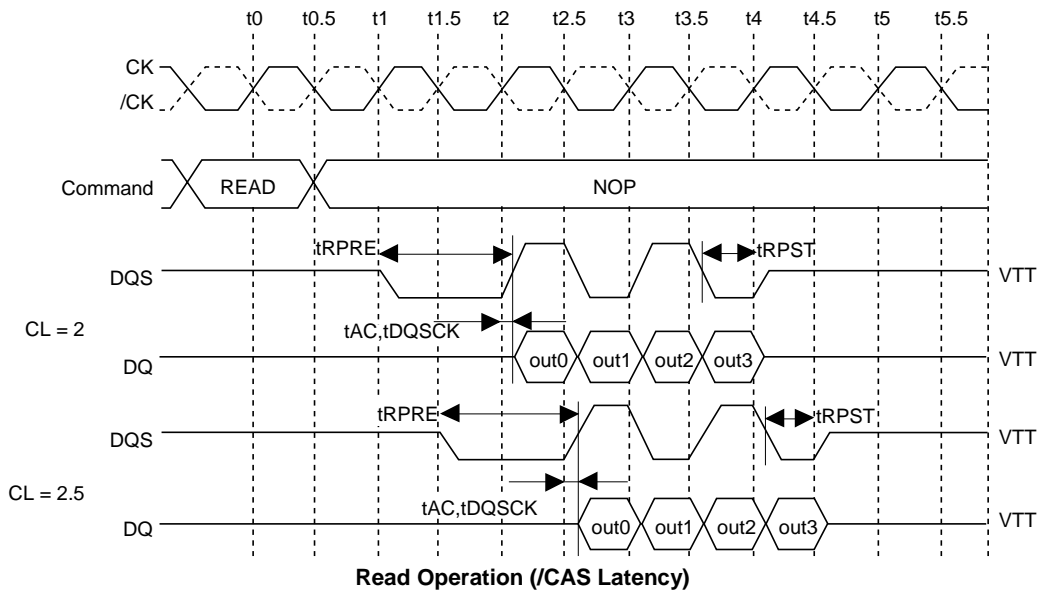 t0 t0.5 t1 t1.5 t2 t2.5 t3 t3.5 t4 t4.5 t5 t5.5
CK
/CK
Command READ NOP
tRPRE tRPST
DQS VTT
CL = 2
tAC,tDQSCK
DQ out0 out1 out2 out3 VTT
tRPRE tRPST
DQS VTT
CL = 2.5
tAC,tDQSCK
DQ out0 out1 out2 out3 VTT
Read Operation (/CAS Latency)